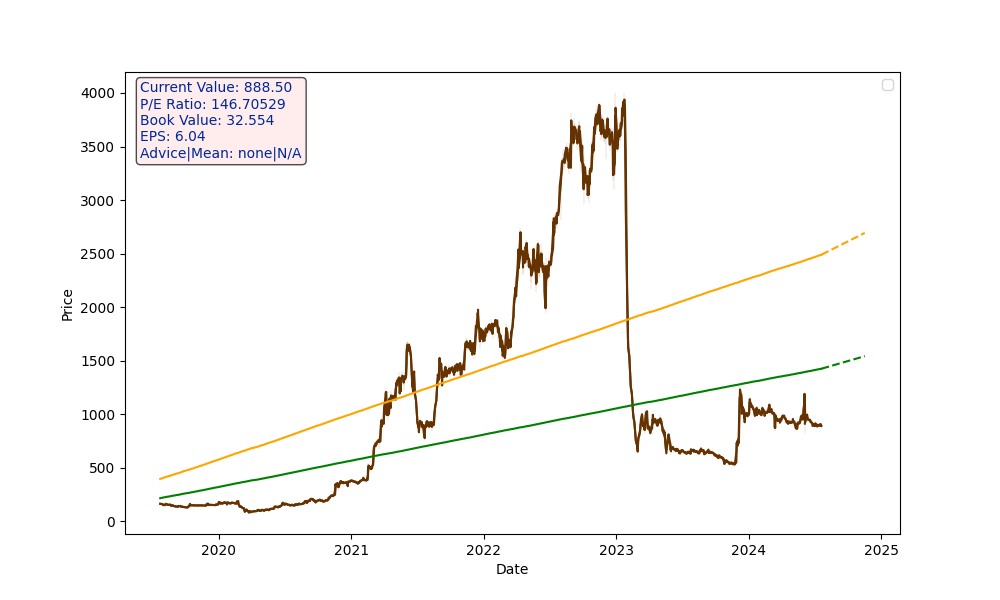 Current Value: 888.50
P/E Ratio: 146.70529
Book Value: 32.554
EPS: 6.04
Advice|Mean: none|N/A
4000
3500
3000
2500
2000
1500
1000
500
0
Price
2020 2021 2022 2023 2024 2025
Date